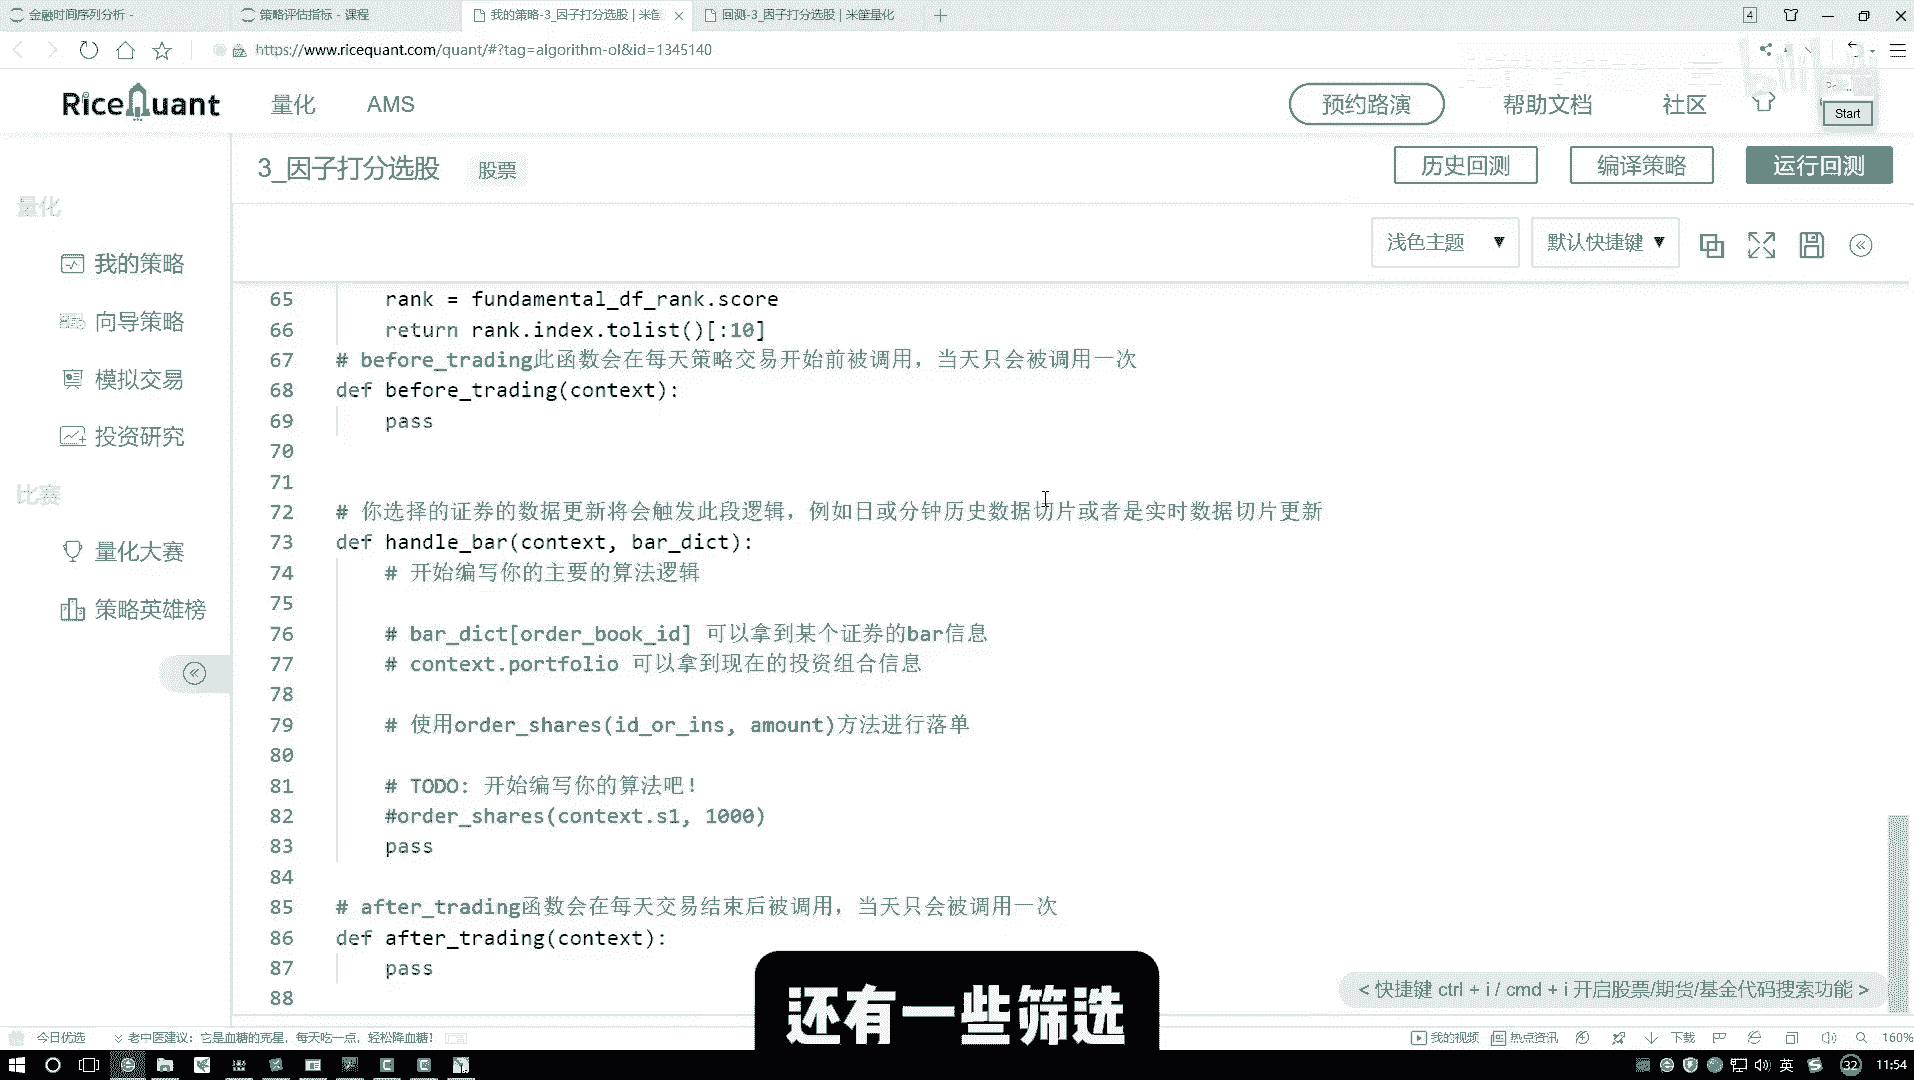 金融时间序列分析 -
策略评估指标 - 课程
我的策略-3_因子打分选股 | 米筐
回测-3_因子打分选股 | 米筐量化
4
https://www.ricequant.com/quant/#?tag=algorithm-ol&id=1345140
RiceQuant
量化
AMS
预约路演
帮助文档
社区
Start
3_因子打分选股
股票
历史回测
编译策略
运行回测
浅色主题
默认快捷键
量化
我的策略
向导策略
模拟交易
投资研究
比赛
量化大赛
策略英雄榜
65 rank = fundamental_df_rank.score
66 return rank.index.tolist()[:10]
67 # before_trading此函数会在每天策略交易开始前被调用，当天只会被调用一次
68 def before_trading(context):
69 pass
70
71
72 # 你选择的证券的数据更新将会触发此段逻辑，例如日或分钟历史数据切片或者是实时数据切片更新
73 def handle_bar(context, bar_dict):
74 # 开始编写你的主要的算法逻辑
75
76 # bar_dict[order_book_id] 可以拿到某个证券的bar信息
77 # context.portfolio 可以拿到现在的投资组合信息
78
79 # 使用order_shares(id_or_ins, amount)方法进行落单
80
81 # TODO: 开始编写你的算法吧!
82 #order_shares(context.s1, 1000)
83 pass
84
85 # after_trading函数会在每天交易结束后被调用，当天只会被调用一次
86 def after_trading(context):
87 pass
88
还有一些筛选
< 快捷键 ctrl + i / cmd + i 开启股票/期货/基金代码搜索功能 >
今日优选
老中医建议：它是血糖的克星，每天吃一点，轻松降血糖！
我的视频
热点资讯
下载
160%
英
32
11:54